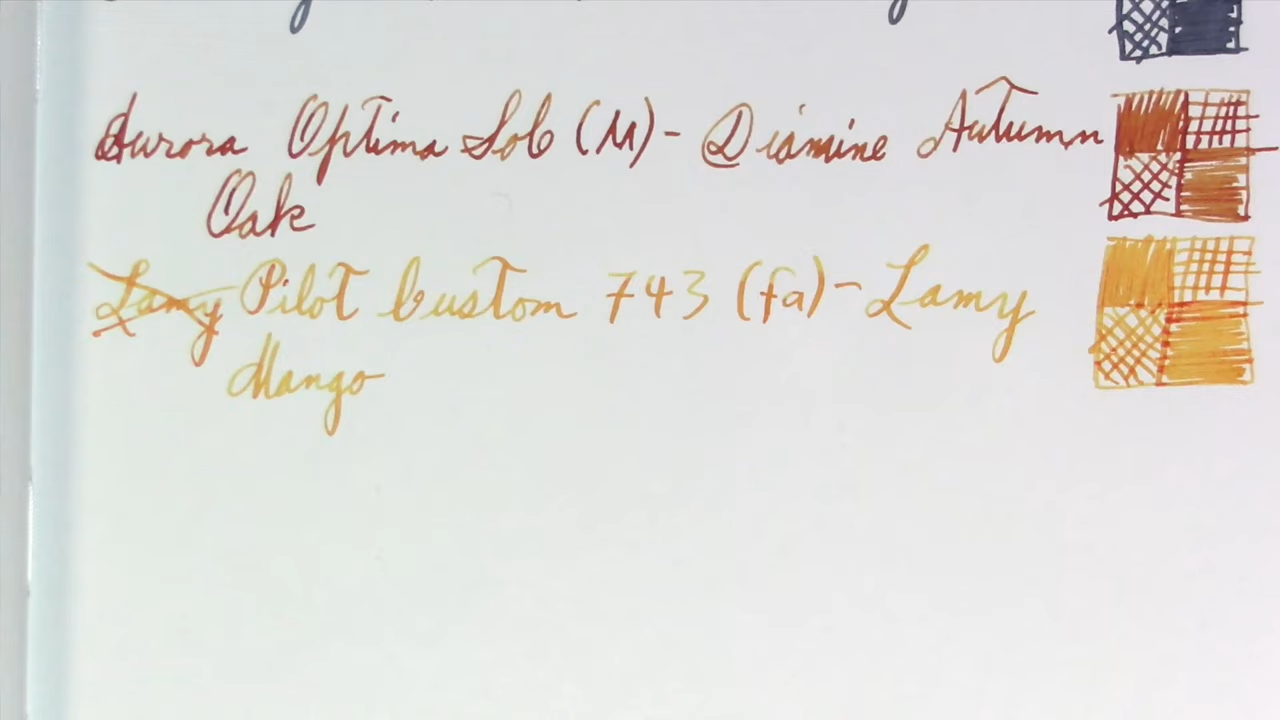 Aurora Optima Sole (M) - Diamine Autumn
Oak
Lamy Pilot Custom 743 (fa) - Lamy
Mango